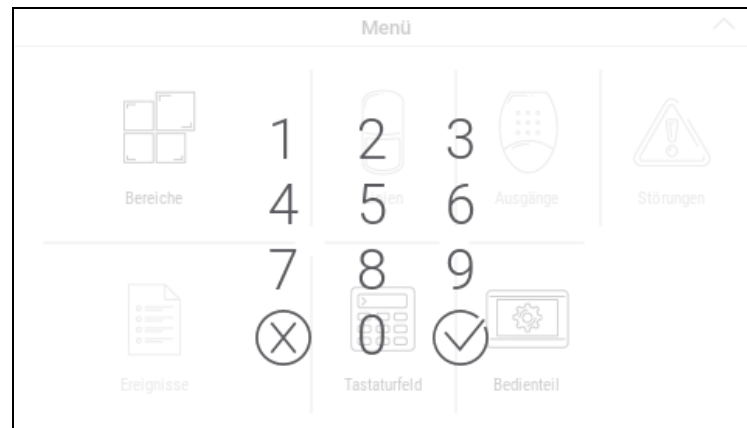 Menü
1 2 3
Bereiche Ausgänge Störungen
4 5 6
7 8 9
0
Ereignisse Tastaturfeld Bedienteil